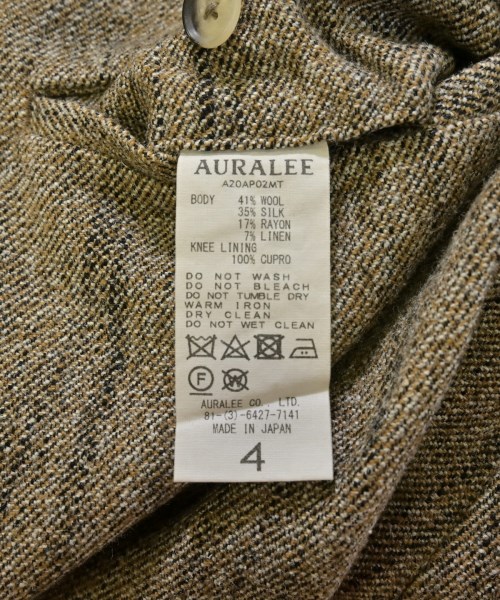 AURALEE
A20AP02MT
BODY 41% WOOL
35% SILK
17% RAYON
7% LINEN
KNEE LINING
100% CUPRO
DO NOT WASH
DO NOT BLEACH
DO NOT TUMBLE DRY
WARM IRON
DRY CLEAN
DO NOT WET CLEAN
F W
AURALEE CO., LTD.
81-(3)-6427-7141
MADE IN JAPAN
4